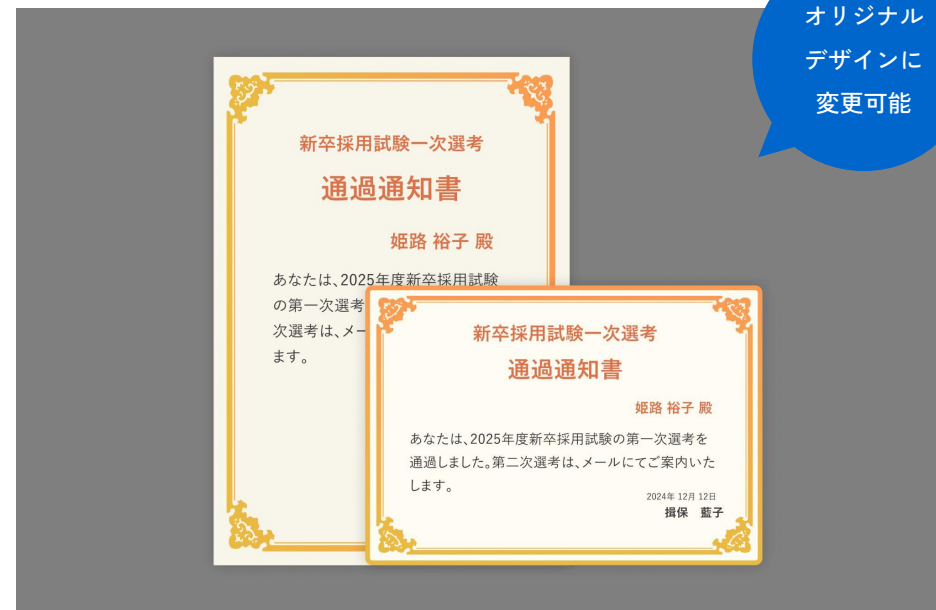 オリジナル
デザインに
変更可能
新卒採用試験一次選考
通過通知書
姫路 裕子 殿
あなたは、2025年度新卒採用試験
の第一次選考
次選考は、メー
ます。
新卒採用試験一次選考
通過通知書
姫路 裕子 殿
あなたは、2025年度新卒採用試験の第一次選考を
通過しました。第二次選考は、メールにてご案内いた
します。
2024年 12月 12日
揖保 藍子